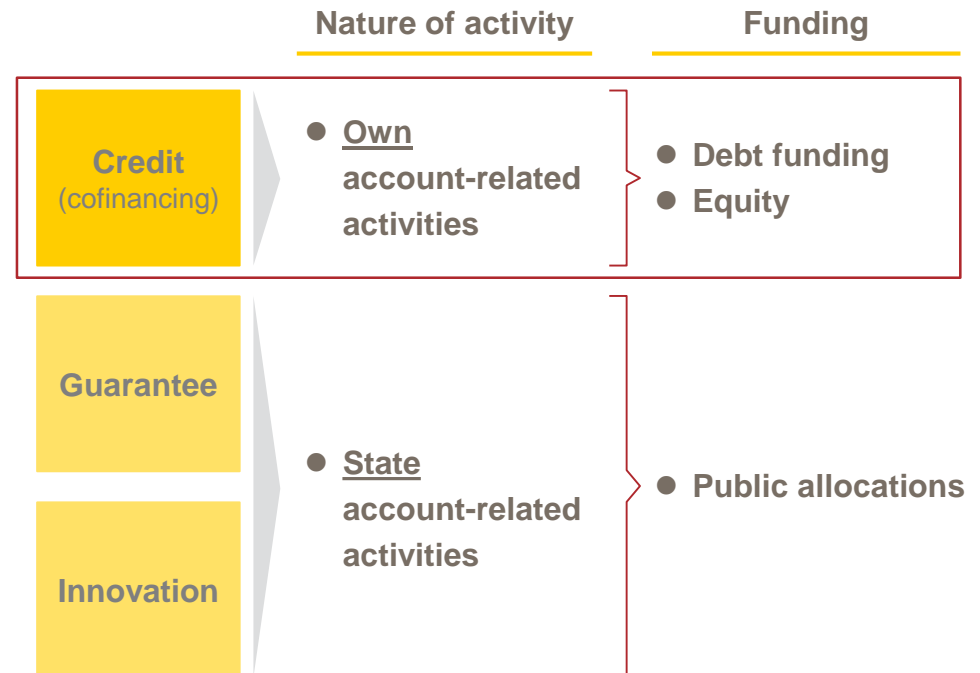 Nature of activity
Funding
Credit
(cofinancing)
● Own
account-related
activities
● Debt funding
● Equity
Guarantee
Innovation
● State
account-related
activities
● Public allocations